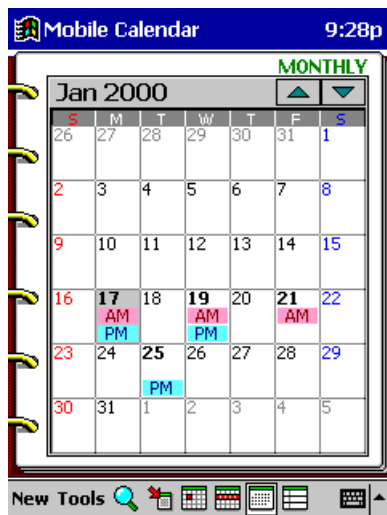 Mobile Calendar 9:28p
MONTHLY
Jan 2000
S M T W T F S
26 27 28 29 30 31 1
2 3 4 5 6 7 8
9 10 11 12 13 14 15
16 17 18 19 20 21 22
AM AM AM
PM PM
23 24 25 26 27 28 29
PM
30 31 1 2 3 4 5
New Tools